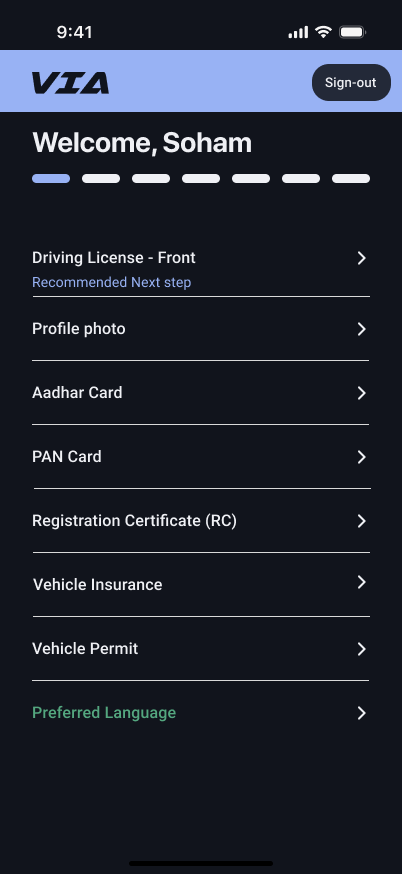 9:41
VIA
Sign-out
Welcome, Soham
Driving License - Front
Recommended Next step
Profile photo
Aadhar Card
PAN Card
Registration Certificate (RC)
Vehicle Insurance
Vehicle Permit
Preferred Language